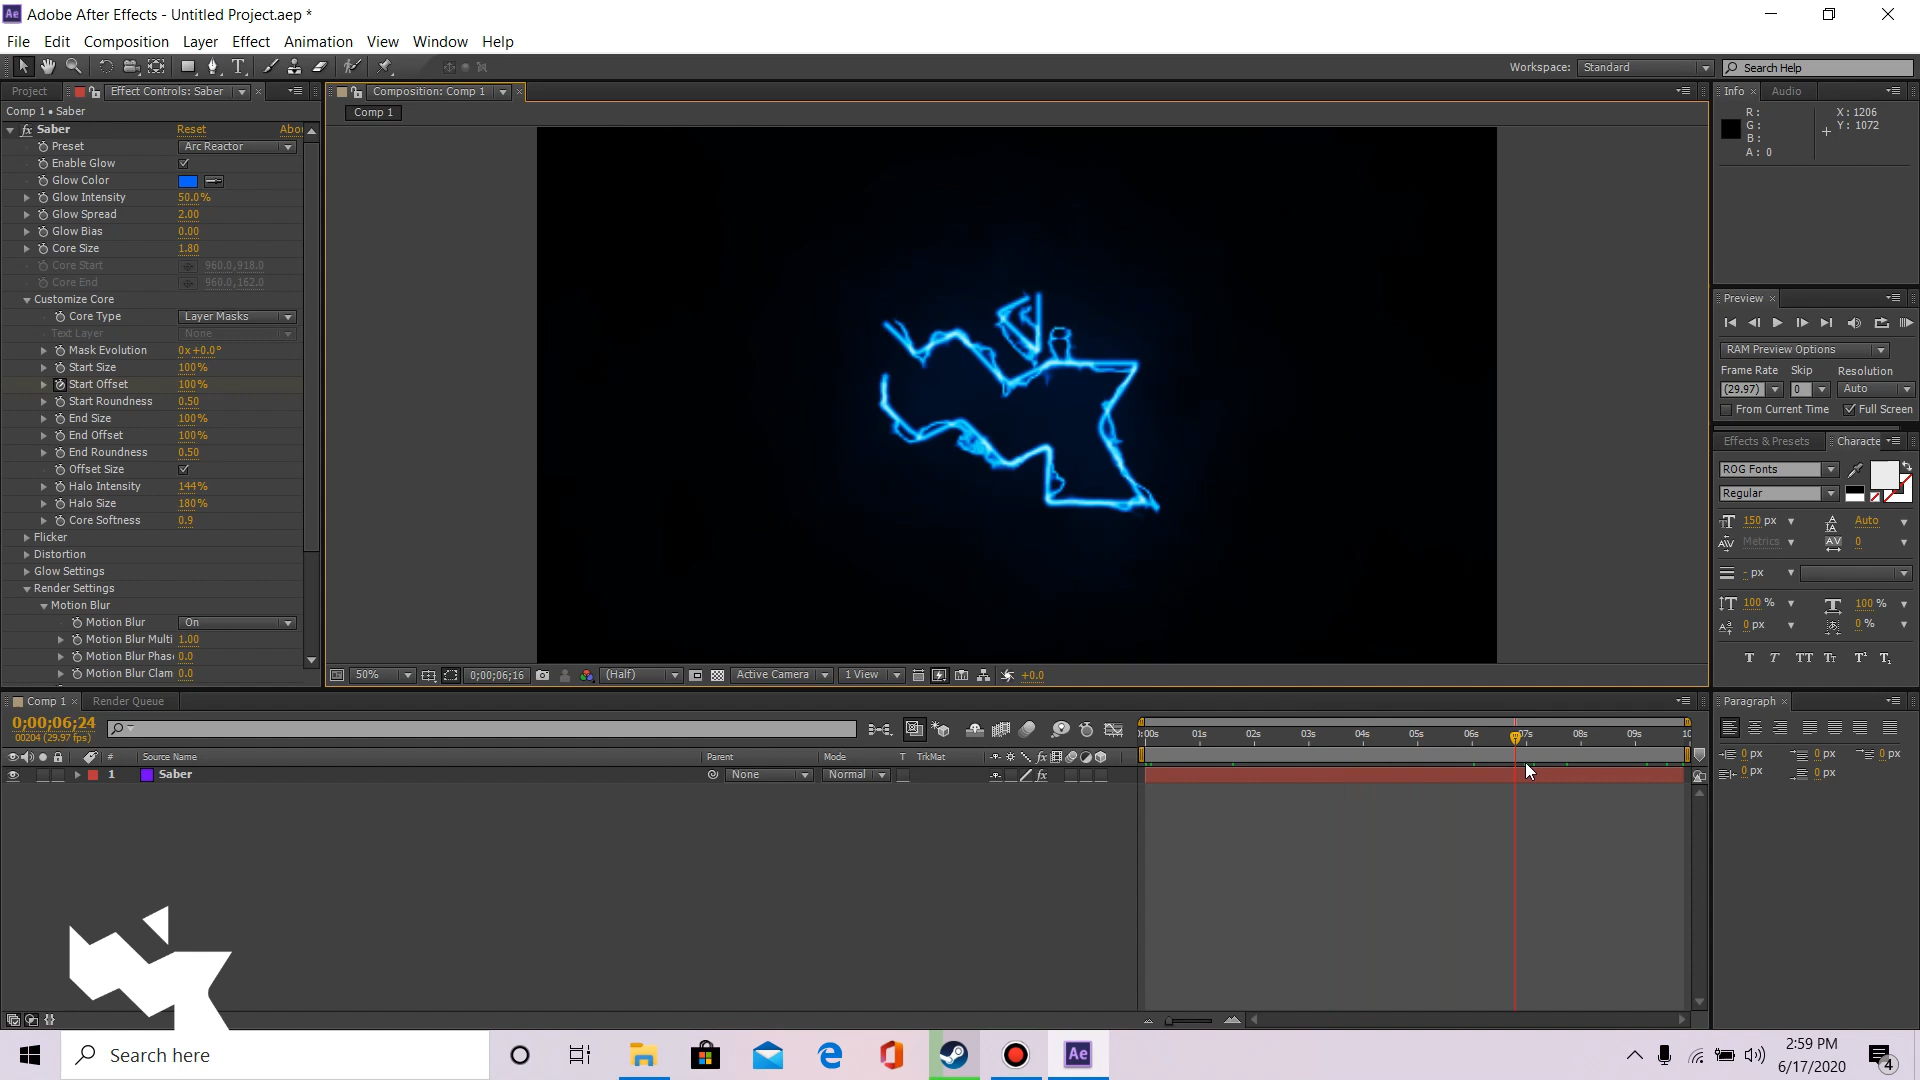 Adobe After Effects - Untitled Project.aep *
File Edit Composition Layer Effect Animation View Window Help
Workspace: Standard Search Help
Project Effect Controls: Saber
Composition: Comp 1
Info Audio
Comp 1 • Saber
Comp 1
R: X: 1206
G: Y: 1072
B:
A: 0
fx Saber Reset Abou
Preset Arc Reactor
Enable Glow
Glow Color
Glow Intensity 50.0%
Glow Spread 2.00
Glow Bias 0.00
Core Size 1.80
Core Start 960.0,918.0
Core End 960.0,162.0
Customize Core
Core Type Layer Masks
Text Layer None
Mask Evolution 0x+0.0°
Start Size 100%
Start Offset 100%
Start Roundness 0.50
End Size 100%
End Offset 100%
End Roundness 0.50
Offset Size
Halo Intensity 144%
Halo Size 180%
Core Softness 0.9
Flicker
Distortion
Glow Settings
Render Settings
Motion Blur
Motion Blur On
Motion Blur Multi 1.00
Motion Blur Phas 0.0
Motion Blur Clam 0.0
Preview
RAM Preview Options
Frame Rate Skip Resolution
(29.97) 0 Auto
From Current Time Full Screen
Effects & Presets Characte
ROG Fonts
Regular
150 px Auto
Metrics 0
- px
100 % 100 %
0 px 0 %
T T TT Tt T¹ T₁
50% 0;00;06;16 (Half) Active Camera 1 View +0.0
Comp 1 Render Queue
Paragraph
0;00;06;24
00204 (29.97 fps)
0 px 0 px 0 px
0 px 0 px
:00s 01s 02s 03s 04s 05s 06s 07s 08s 09s 10
# Source Name Parent Mode T TrkMat
1 Saber None Normal
Search here
Ae
2:59 PM
6/17/2020
4